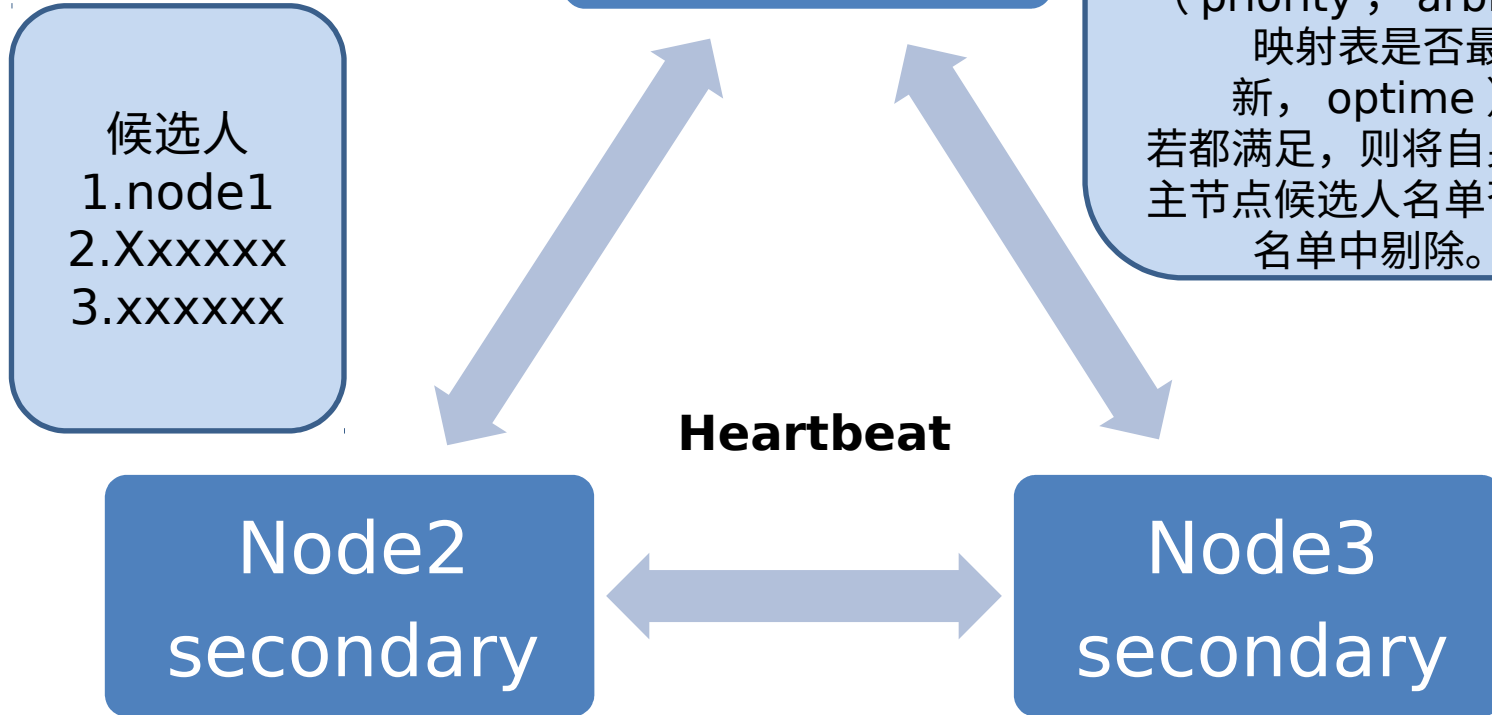 候选人
1.node1
2.Xxxxxx
3.xxxxxx
（priority， arb
映射表是否最
新， optime
若都满足，则将自
主节点候选人名单
名单中剔除。
Heartbeat
Node2
secondary
Node3
secondary